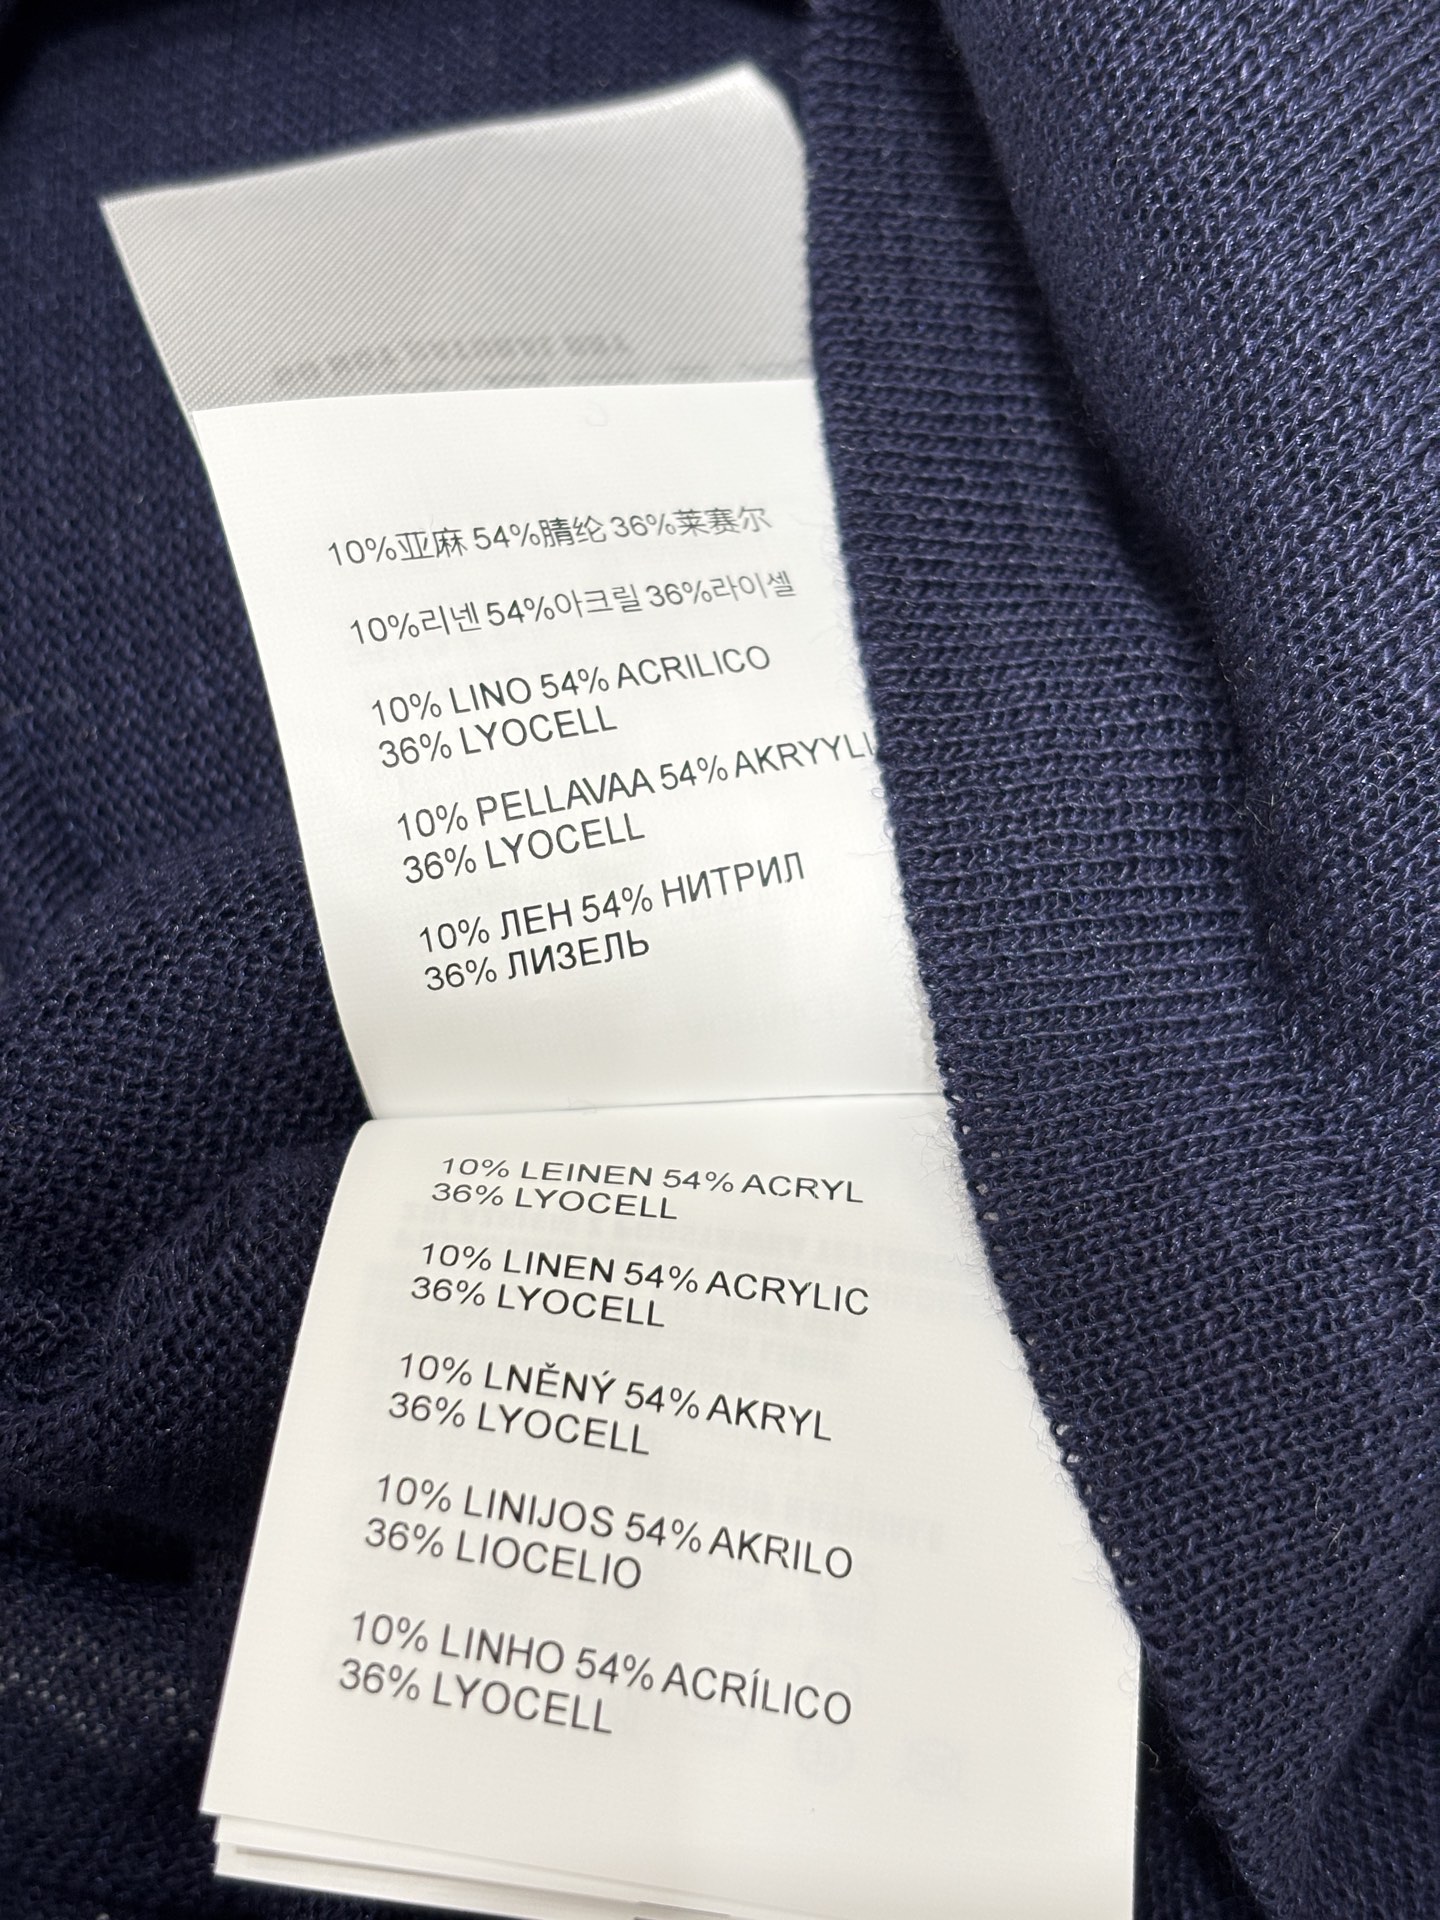 10%亚麻 54%腈纶 36%莱赛尔
10%리넨 54%아크릴 36%라이셀
10% LINO 54% ACRILICO
36% LYOCELL
10% PELLAVAA 54% AKRYYLI
36% LYOCELL
10% ЛЕН 54% НИТРИЛ
36% ЛИЗЕЛЬ
10% LEINEN 54% ACRYL
36% LYOCELL
10% LINEN 54% ACRYLIC
36% LYOCELL
10% LNĚNÝ 54% AKRYL
36% LYOCELL
10% LINIJOS 54% AKRILO
36% LIOCELIO
10% LINHO 54% ACRÍLICO
36% LYOCELL